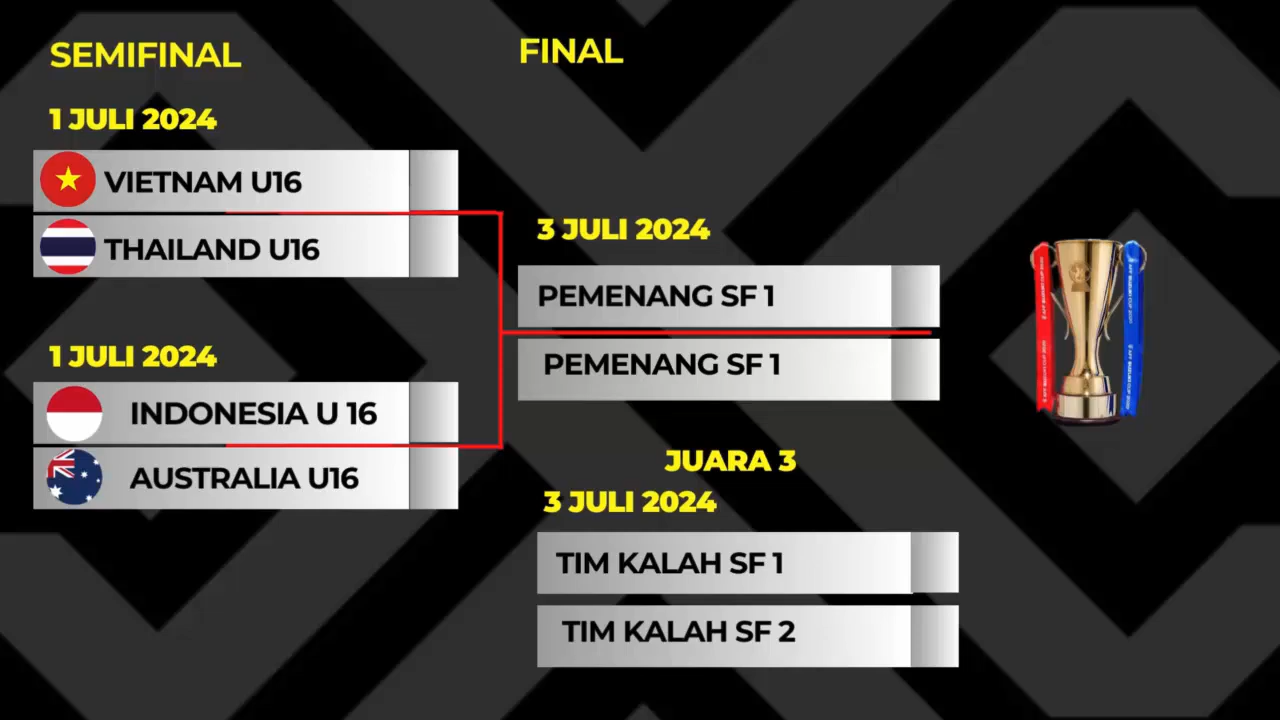 SEMIFINAL
1 JULI 2024
VIETNAM U16
THAILAND U16
1 JULI 2024
INDONESIA U 16
AUSTRALIA U16
FINAL
3 JULI 2024
PEMENANG SF 1
PEMENANG SF 1
JUARA 3
3 JULI 2024
TIM KALAH SF 1
TIM KALAH SF 2